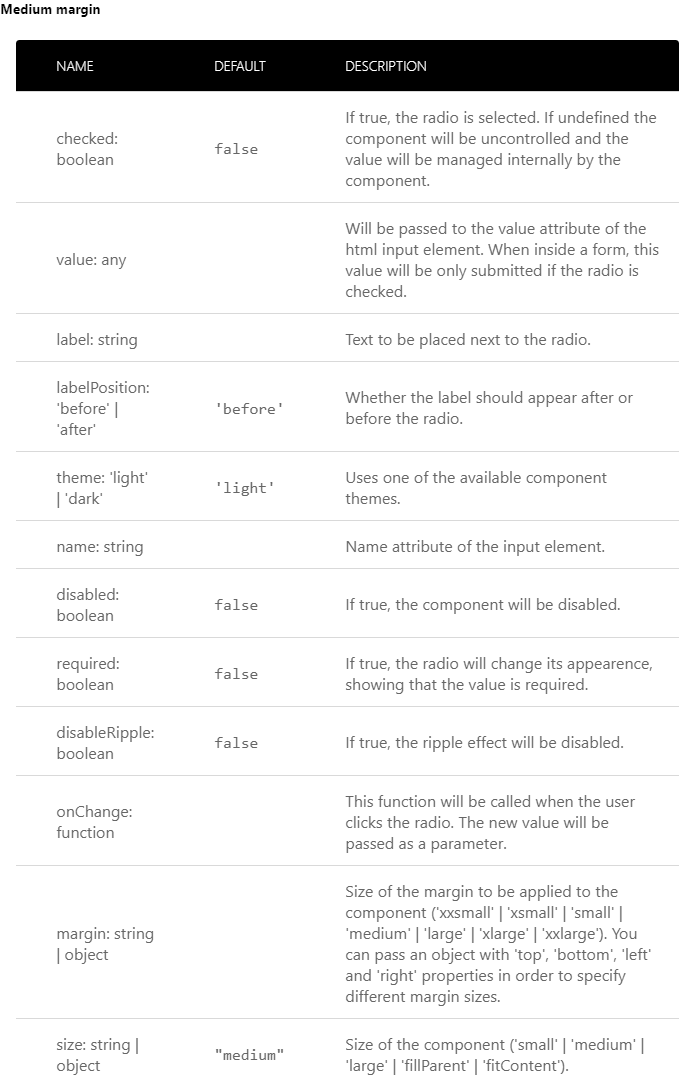 Medium margin
NAME DEFAULT DESCRIPTION
checked:
boolean
false
If true, the radio is selected. If undefined the
component will be uncontrolled and the
value will be managed internally by the
component.
value: any
Will be passed to the value attribute of the
html input element. When inside a form, this
value will be only submitted if the radio is
checked.
label: string
Text to be placed next to the radio.
labelPosition:
'before' |
'after'
'before'
Whether the label should appear after or
before the radio.
theme: 'light'
| 'dark'
'light'
Uses one of the available component
themes.
name: string
Name attribute of the input element.
disabled:
boolean
false
If true, the component will be disabled.
required:
boolean
false
If true, the radio will change its appearence,
showing that the value is required.
disableRipple:
boolean
false
If true, the ripple effect will be disabled.
onChange:
function
This function will be called when the user
clicks the radio. The new value will be
passed as a parameter.
margin: string
| object
Size of the margin to be applied to the
component ('xxsmall' | 'xsmall' | 'small' |
'medium' | 'large' | 'xlarge' | 'xxlarge'). You
can pass an object with 'top', 'bottom', 'left'
and 'right' properties in order to specify
different margin sizes.
size: string |
object
"medium"
Size of the component ('small' | 'medium' |
'large' | 'fillParent' | 'fitContent').